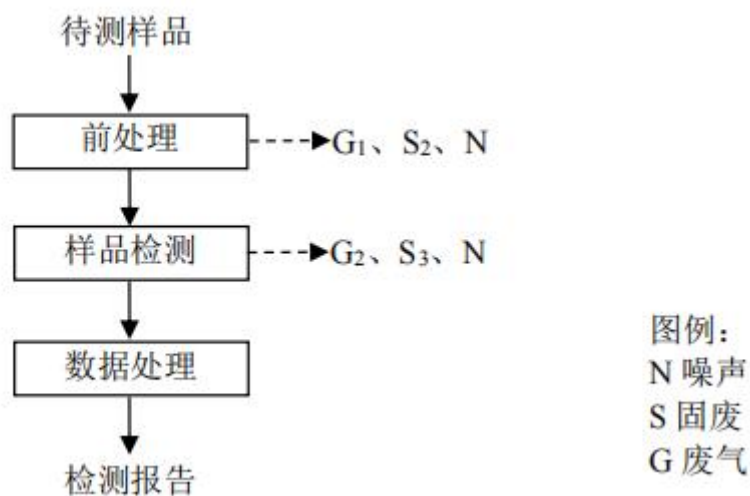 待测样品
前处理
G₁、S₂、N
样品检测
G₂、S₃、N
数据处理
检测报告
图例：
N 噪声
S 固废
G 废气